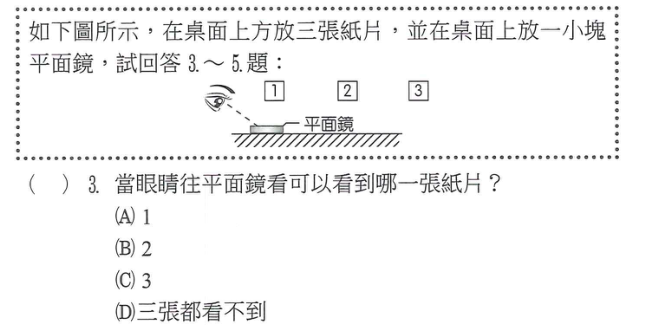 如下圖所示，在桌面上方放三張紙片，並在桌面上放一小塊
平面鏡，試回答 3.～ 5.題：
1 2 3
平面鏡
（ ）3. 當眼睛往平面鏡看可以看到哪一張紙片？
(A) 1
(B) 2
(C) 3
(D)三張都看不到